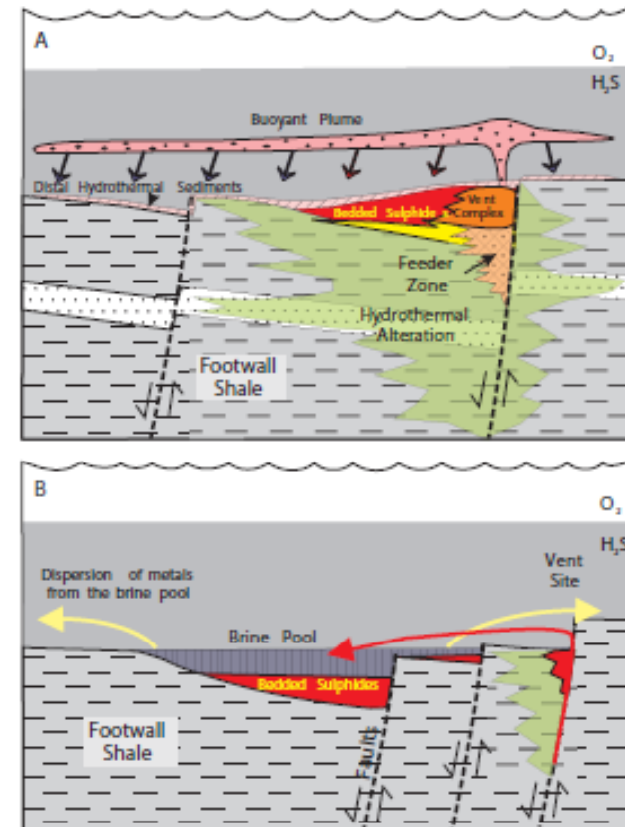 A
O₂
H₂S
Buoyant Plume
Distal Hydrothermal Sediments
Bedded Sulphide
Vent
Complex
Feeder
Zone
Hydrothermal
Alteration
Footwall
Shale
B
O₂
H₂S
Vent
Site
Dispersion of metals
from the brine pool
Brine Pool
Bedded Sulphides
Footwall
Shale
Faults